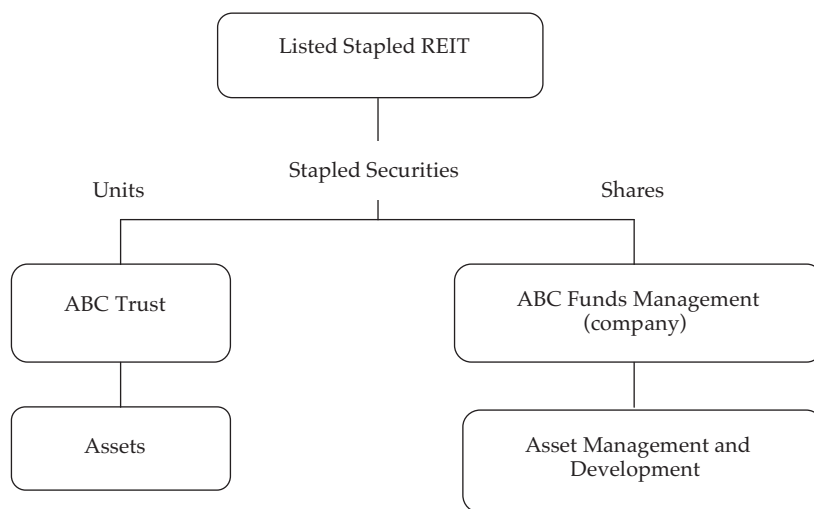 Listed Stapled REIT
Stapled Securities
Units
Shares
ABC Trust
ABC Funds Management
(company)
Assets
Asset Management and
Development